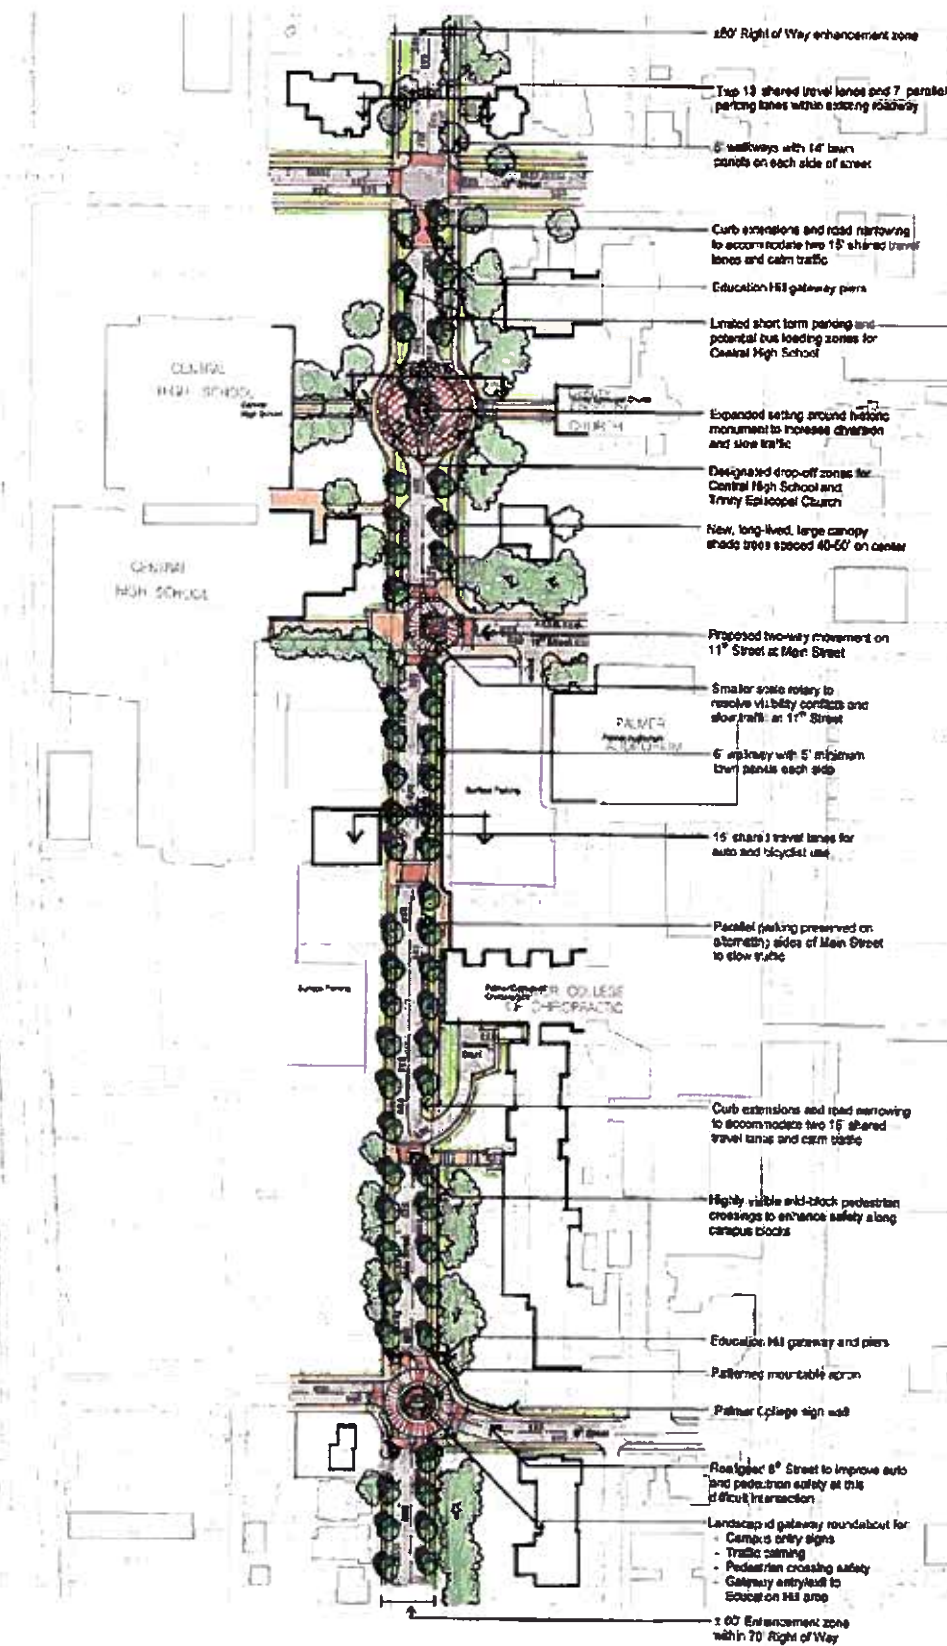 ±80' Right of Way enhancement zone
Two 13' shared travel lanes and 7' parallel
parking lanes within existing roadway
walkways with 14' lawn
panels on each side of street
Curb extensions and road narrowing
to accommodate two 15' shared travel
lanes and calm traffic
Education Hill gateway piers
Limited short term parking and
potential bus loading zones for
Central High School
CENTRAL
HIGH SCHOOL
Central
High School
CHURCH
Expanded setting around historic
monument to increase diversion
and slow traffic
Designated drop-off zones for
Central High School and
Trinity Episcopal Church
New, long-lived, large canopy
shade trees spaced 40-50' on center
CENTRAL
HIGH SCHOOL
Proposed two-way movement on
11th Street at Main Street
Smaller scale rotary to
resolve visibility conflicts and
slow traffic at 11th Street
PALMER
AUDITORIUM
6' walkway with 5' minimum
lawn panels each side
Surface Parking
15' shared travel lanes for
auto and bicyclist use
Parallel parking preserved on
alternating sides of Main Street
to slow traffic
Surface Parking
COLLEGE
OF CHIROPRACTIC
Curb extensions and road narrowing
to accommodate two 15' shared
travel lanes and calm traffic
Highly visible mid-block pedestrian
crossings to enhance safety along
campus blocks
Education Hill gateway and piers
Patterned mountable apron
Palmer College sign wall
8th Street
Realigned 8th Street to improve auto
and pedestrian safety at this
difficult intersection
Landscaped gateway roundabout for:
- Campus entry signs
- Traffic calming
- Pedestrian crossing safety
- Gateway entry/exit to
Education Hill area
± 60' Enhancement zone
within 70' Right of Way